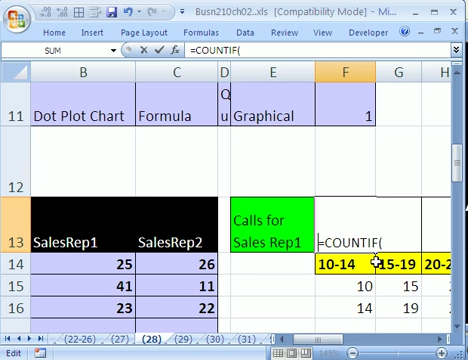 Busn210ch02..xls [Compatibility Mode] - Mi...
Home Insert Page Layout Formulas Data Review View Developer
SUM =COUNTIF(
B C D E F G H
11 Dot Plot Chart Formula Qu Graphical 1
12
13 SalesRep1 SalesRep2 Calls for Sales Rep1 =COUNTIF(
14 25 26 10-14 15-19 20-2
15 41 11 10 15
16 23 22 14 19
(22-26) (27) (28) (29) (30) (31)
Edit 145%